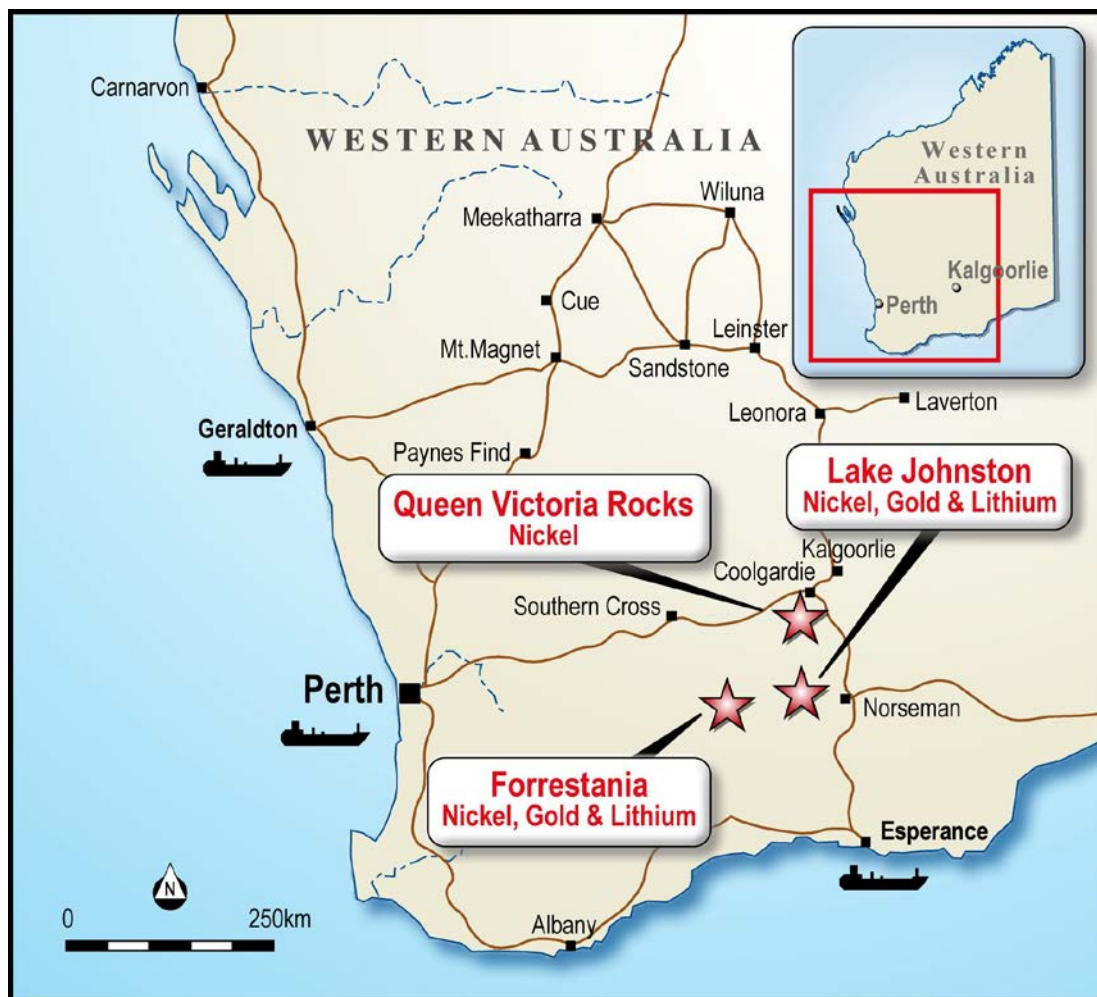 Carnarvon
WESTERN AUSTRALIA
Western
Australia
Kalgoorlie
Perth
Wiluna
Meekatharra
Cue
Leinster
Mt.Magnet
Sandstone
Laverton
Leonora
Geraldton
Paynes Find
Lake Johnston
Nickel, Gold & Lithium
Queen Victoria Rocks
Nickel
Kalgoorlie
Coolgardie
Southern Cross
Perth
Norseman
Forrestania
Nickel, Gold & Lithium
Esperance
N
0 250km
Albany